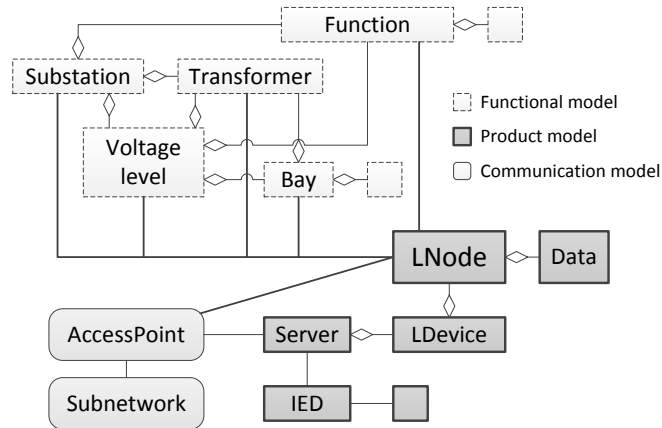 Function
Substation
Transformer
Voltage
level
Bay
Functional model
Product model
Communication model
LNode
Data
AccessPoint
Server
LDevice
Subnetwork
IED